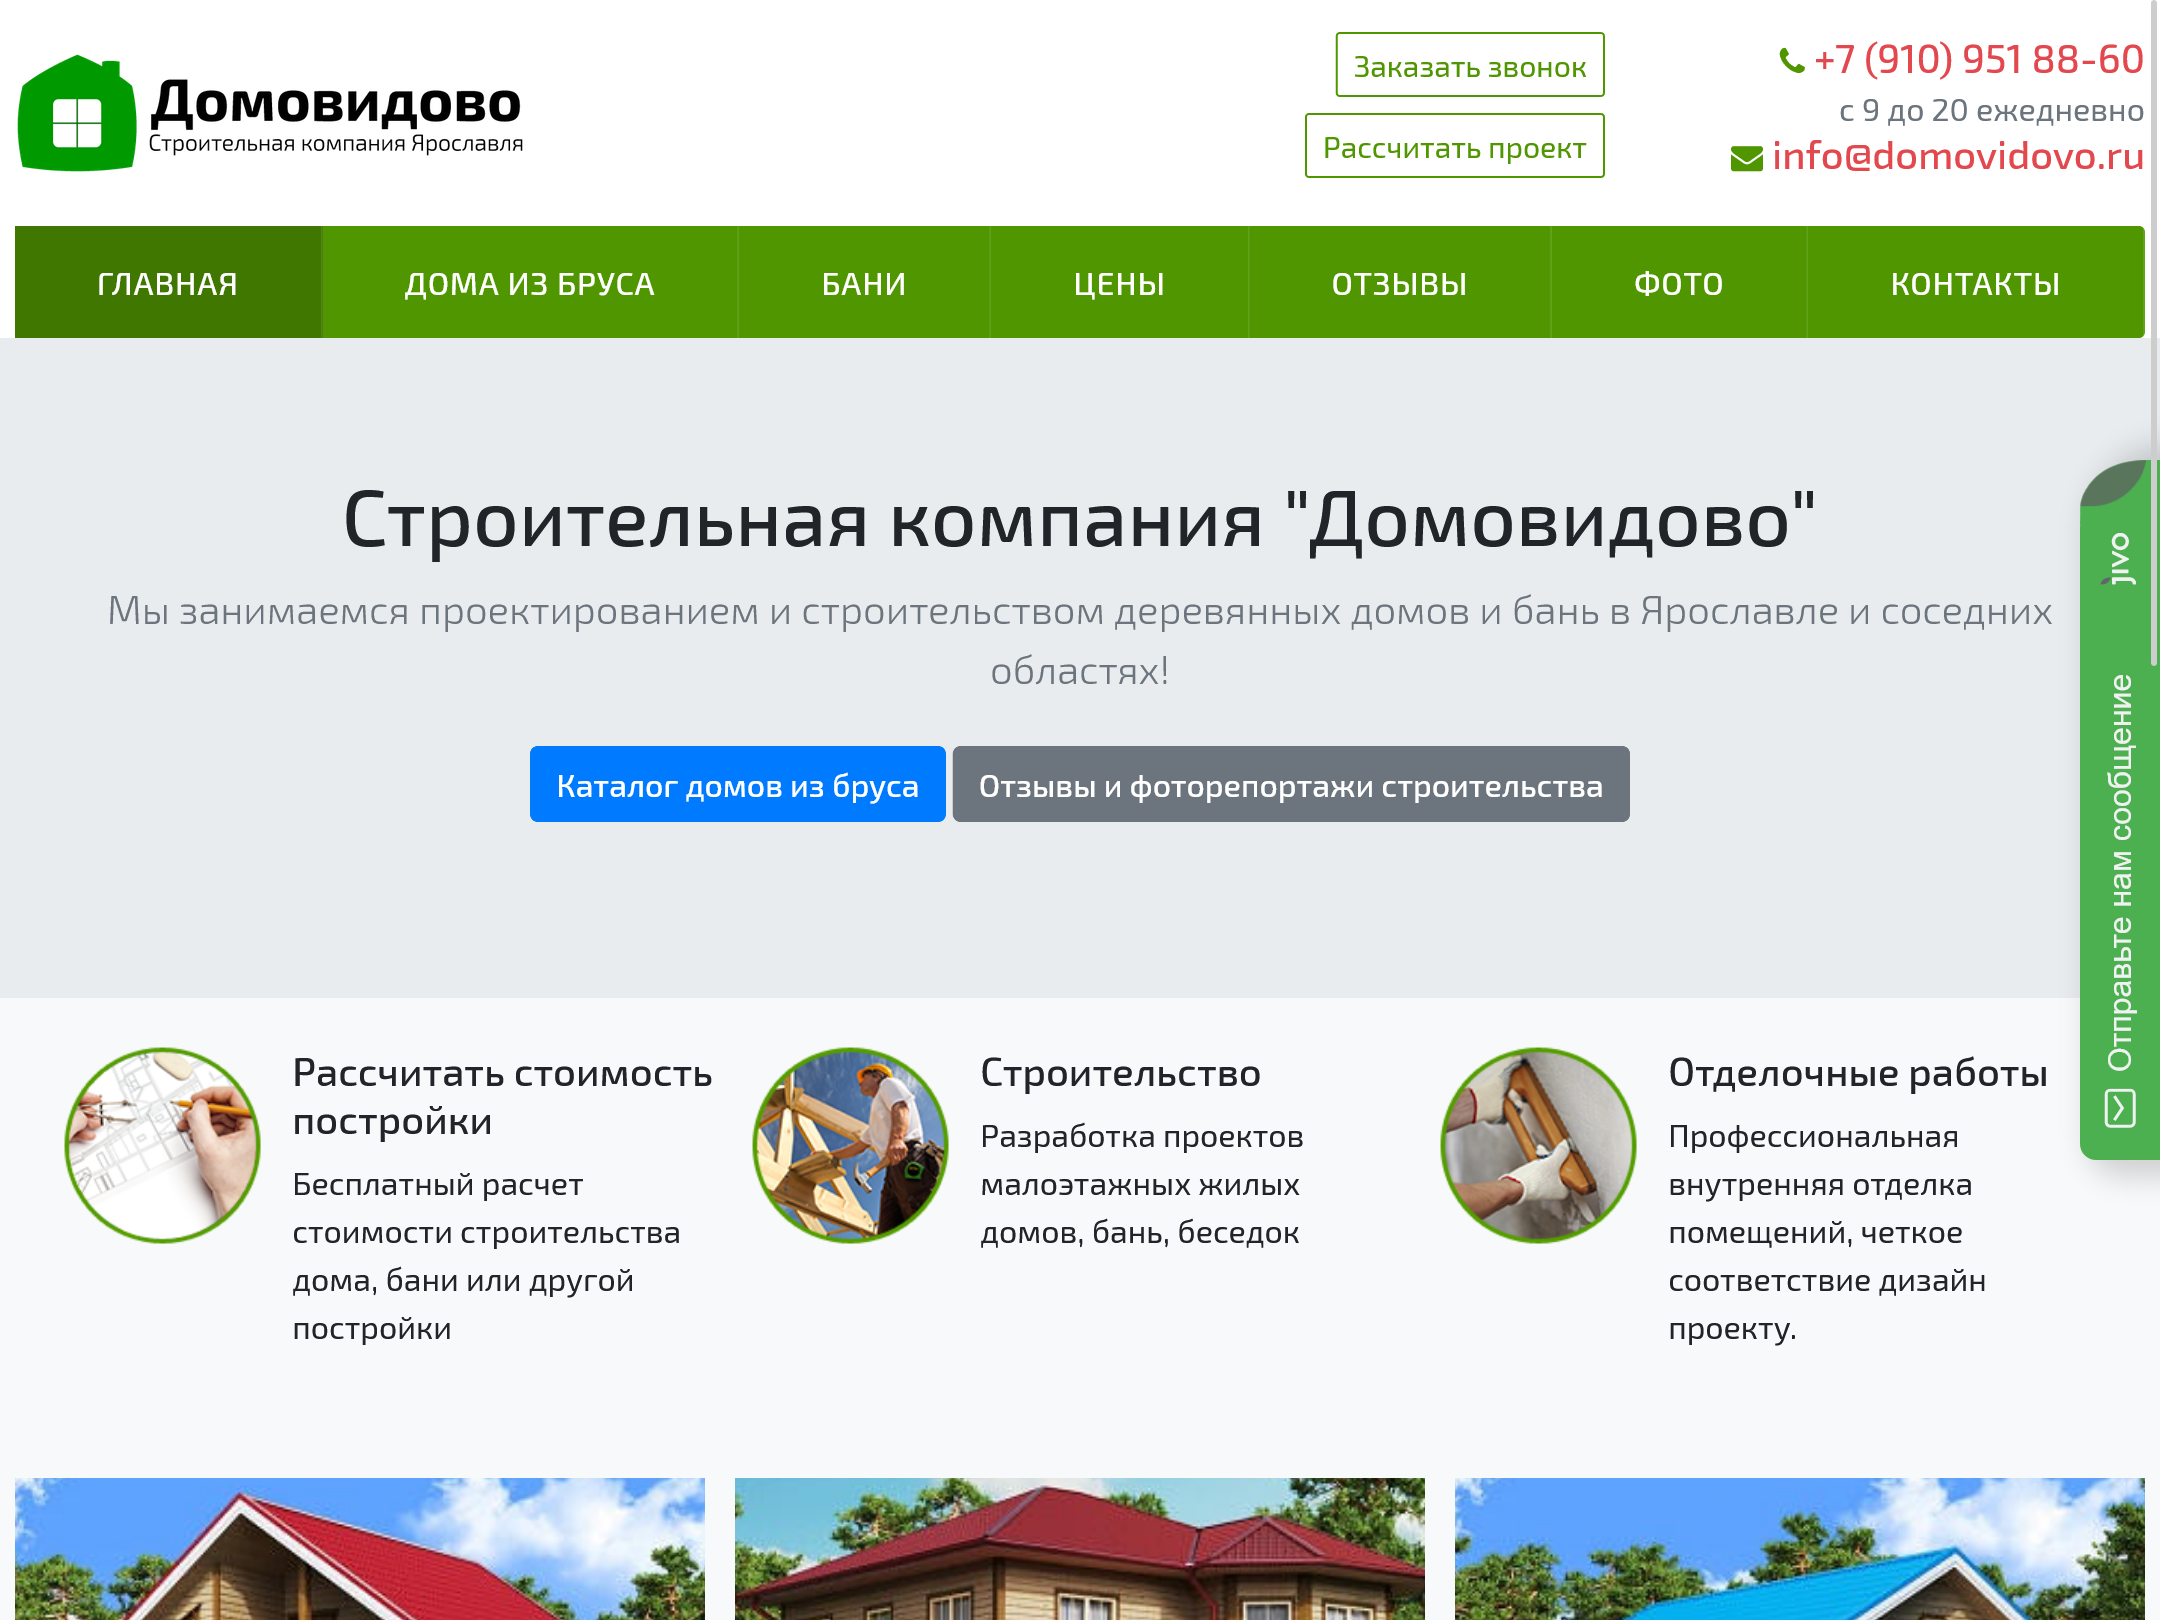 Домовидово
Строительная компания Ярославля
Заказать звонок
Рассчитать проект
+7 (910) 951 88-60
с 9 до 20 ежедневно
info@domovidovo.ru
ГЛАВНАЯ
ДОМА ИЗ БРУСА
БАНИ
ЦЕНЫ
ОТЗЫВЫ
ФОТО
КОНТАКТЫ
Строительная компания "Домовидово"
Мы занимаемся проектированием и строительством деревянных домов и бань в Ярославле и соседних
областях!
Каталог домов из бруса
Отзывы и фоторепортажи строительства
jivo
Отправьте нам сообщение
Рассчитать стоимость
постройки
Бесплатный расчет
стоимости строительства
дома, бани или другой
постройки
Строительство
Разработка проектов
малоэтажных жилых
домов, бань, беседок
Отделочные работы
Профессиональная
внутренняя отделка
помещений, четкое
соответствие дизайн
проекту.